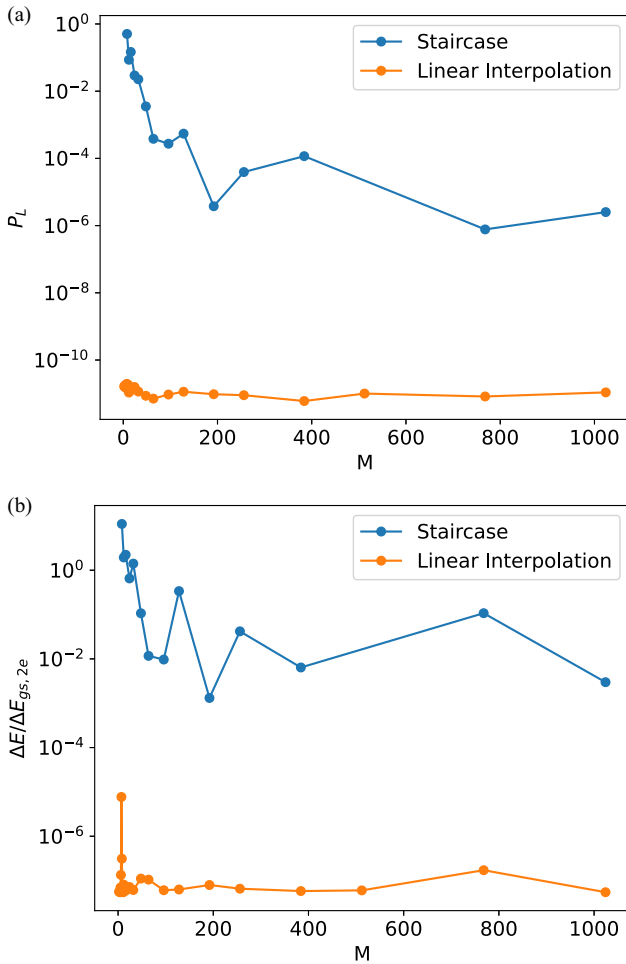 (a)
10^0
10^-2
10^-4
10^-6
10^-8
10^-10
P_L
Staircase
Linear Interpolation
0 200 400 600 800 1000
M
(b)
10^0
10^-2
10^-4
10^-6
ΔE/ΔE_gs,2e
Staircase
Linear Interpolation
0 200 400 600 800 1000
M